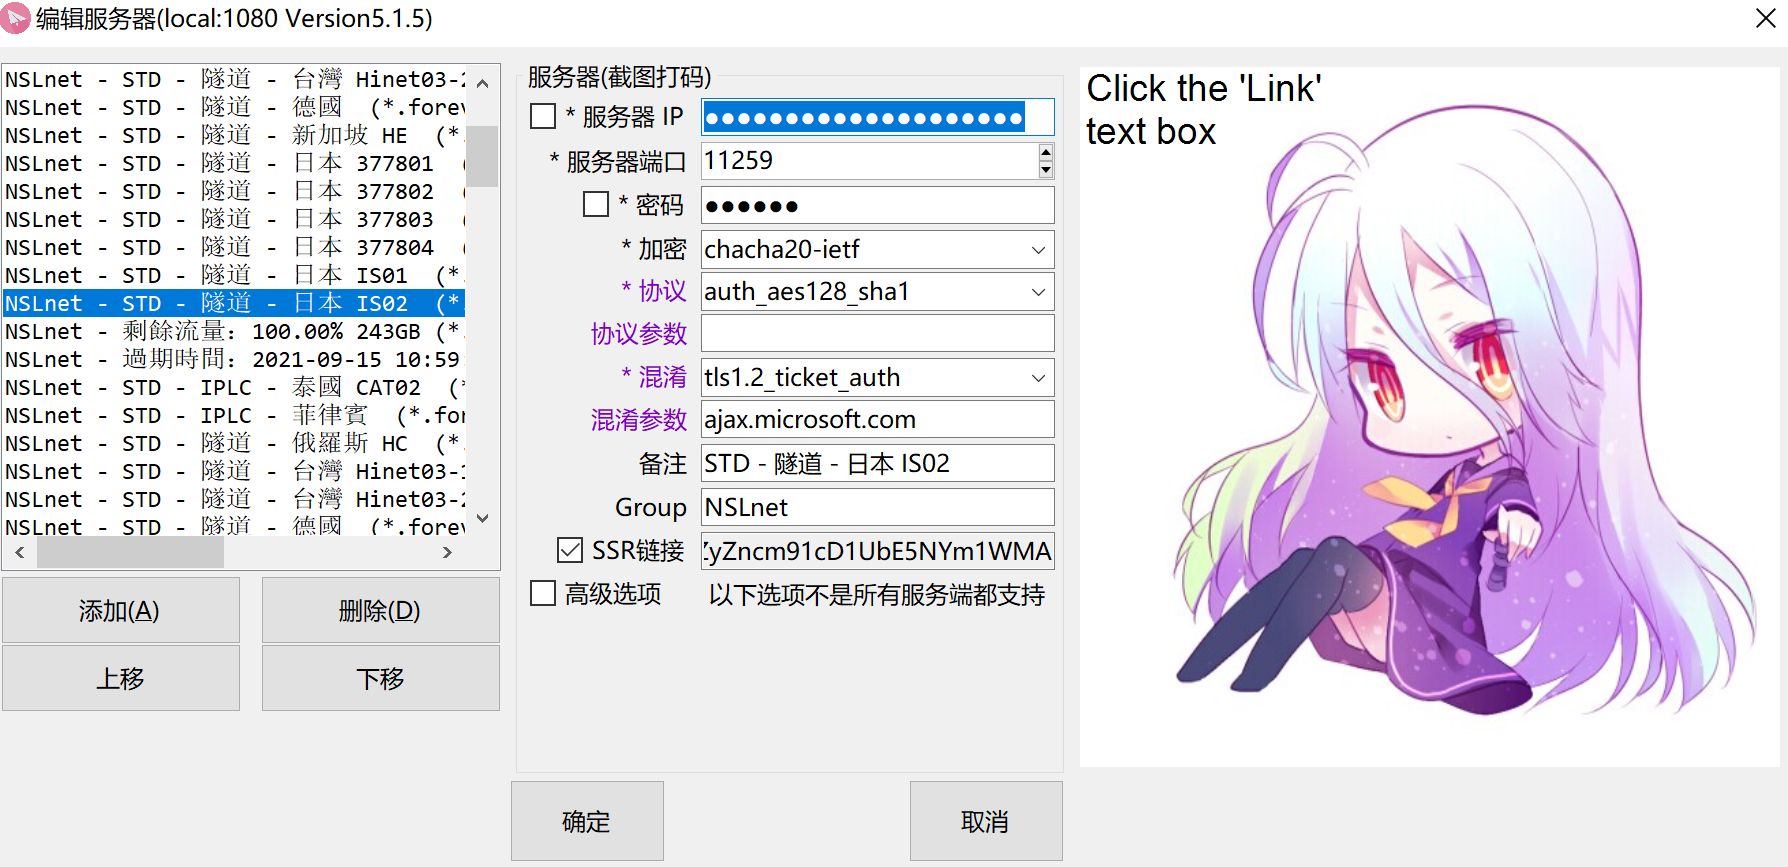 编辑服务器(local:1080 Version5.1.5)
NSLnet - STD - 隧道 - 台灣 Hinet03-2
NSLnet - STD - 隧道 - 德國 (*.forev
NSLnet - STD - 隧道 - 新加坡 HE (*.
NSLnet - STD - 隧道 - 日本 377801 (
NSLnet - STD - 隧道 - 日本 377802 (
NSLnet - STD - 隧道 - 日本 377803 (
NSLnet - STD - 隧道 - 日本 377804 (
NSLnet - STD - 隧道 - 日本 IS01 (*.
NSLnet - STD - 隧道 - 日本 IS02 (*.
NSLnet - 剩餘流量: 100.00% 243GB (*.
NSLnet - 過期時間: 2021-09-15 10:59:
NSLnet - STD - IPLC - 泰國 CAT02 (*
NSLnet - STD - IPLC - 菲律賓 (*.for
NSLnet - STD - 隧道 - 俄羅斯 HC (*.
NSLnet - STD - 隧道 - 台灣 Hinet03-1
NSLnet - STD - 隧道 - 台灣 Hinet03-2
NSLnet - STD - 隧道 - 德國 (*.forev
添加(A)
删除(D)
上移
下移
服务器(截图打码)
* 服务器 IP ●●●●●●●●●●●●●●●●●●●●
* 服务器端口 11259
* 密码 ●●●●●●
* 加密 chacha20-ietf
* 协议 auth_aes128_sha1
协议参数
* 混淆 tls1.2_ticket_auth
混淆参数 ajax.microsoft.com
备注 STD - 隧道 - 日本 IS02
Group NSLnet
SSR链接 ZyZncm91cD1UbE5NYm1WMA
高级选项 以下选项不是所有服务端都支持
确定
取消
Click the 'Link'
text box